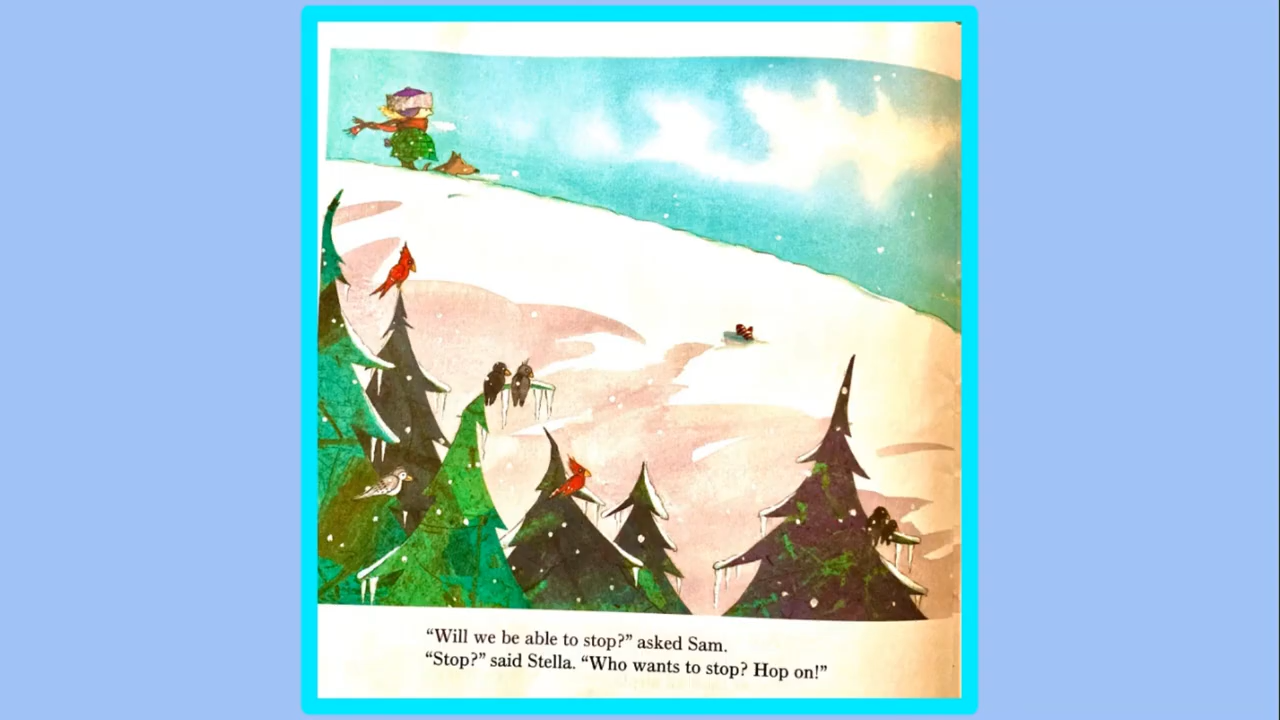 “Will we be able to stop?” asked Sam.
“Stop?” said Stella. “Who wants to stop? Hop on!”